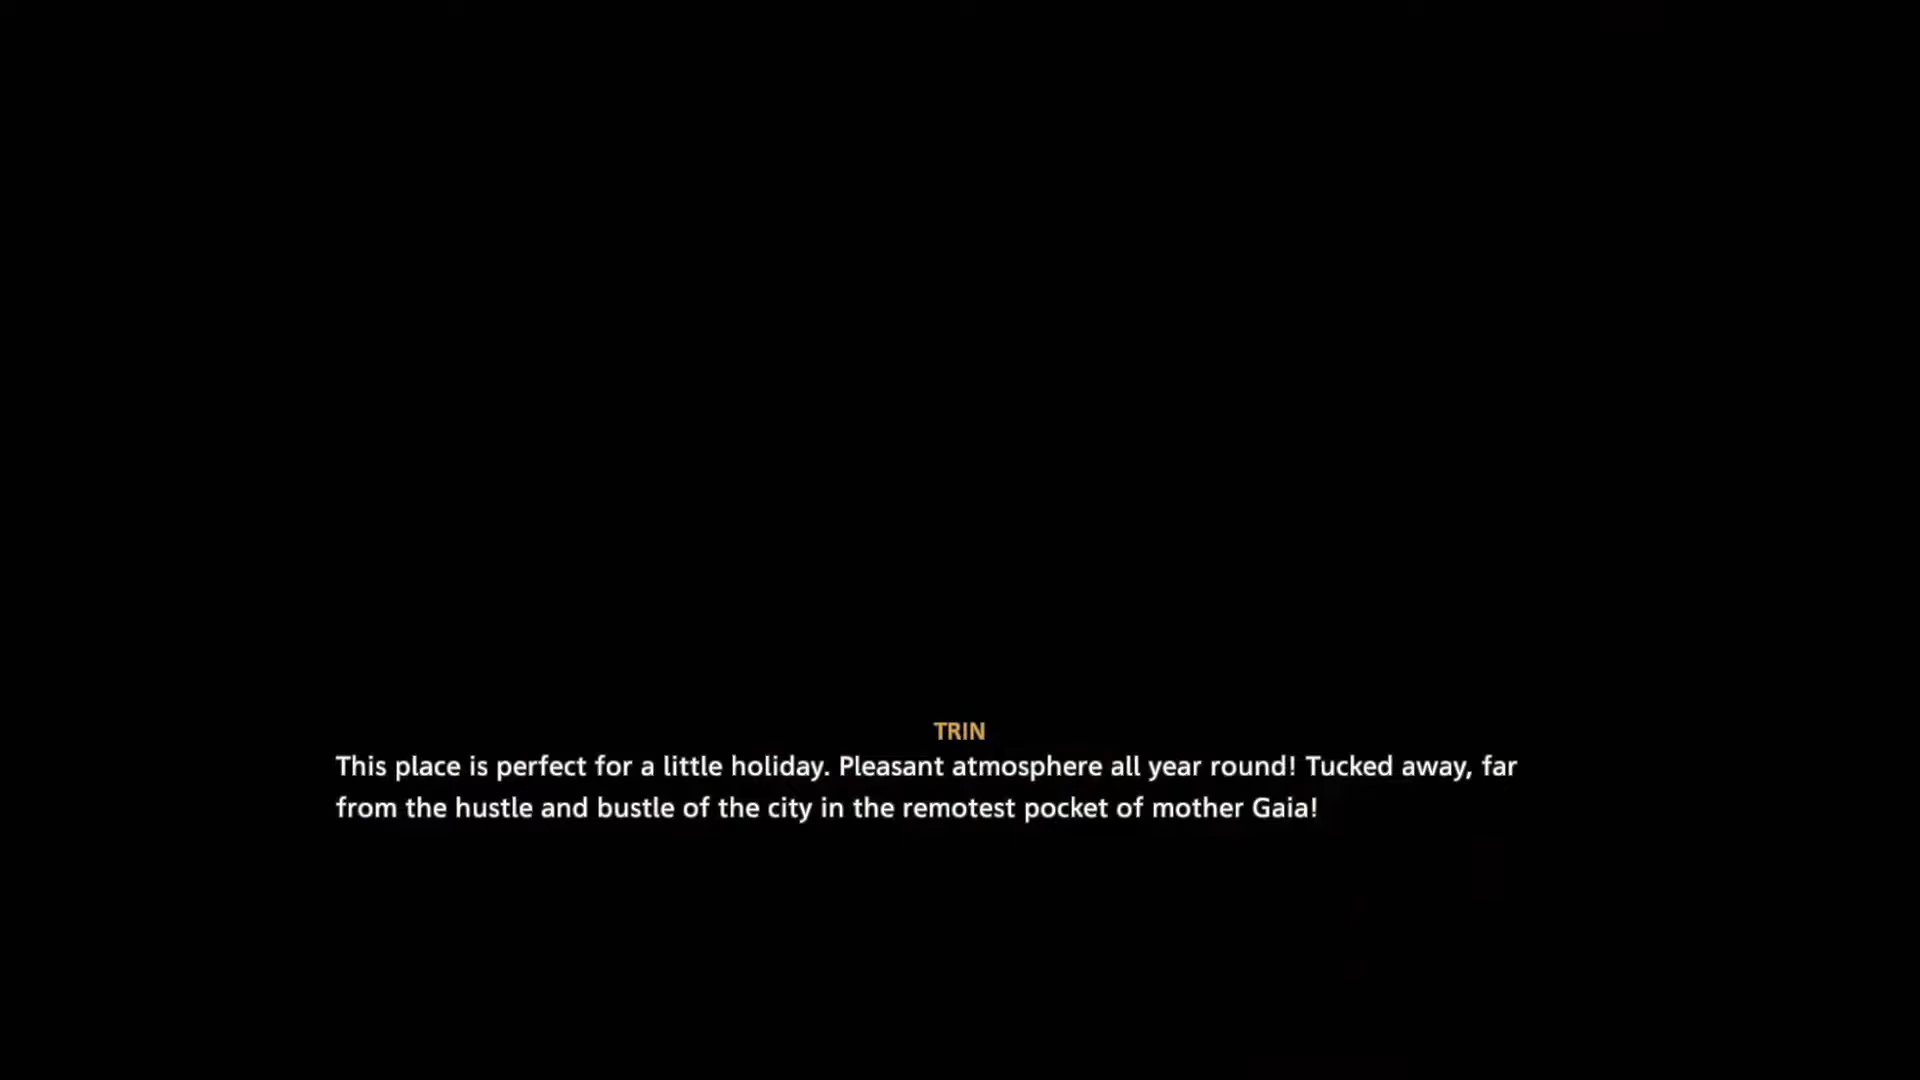 TRIN
This place is perfect for a little holiday. Pleasant atmosphere all year round! Tucked away, far
from the hustle and bustle of the city in the remotest pocket of mother Gaia!